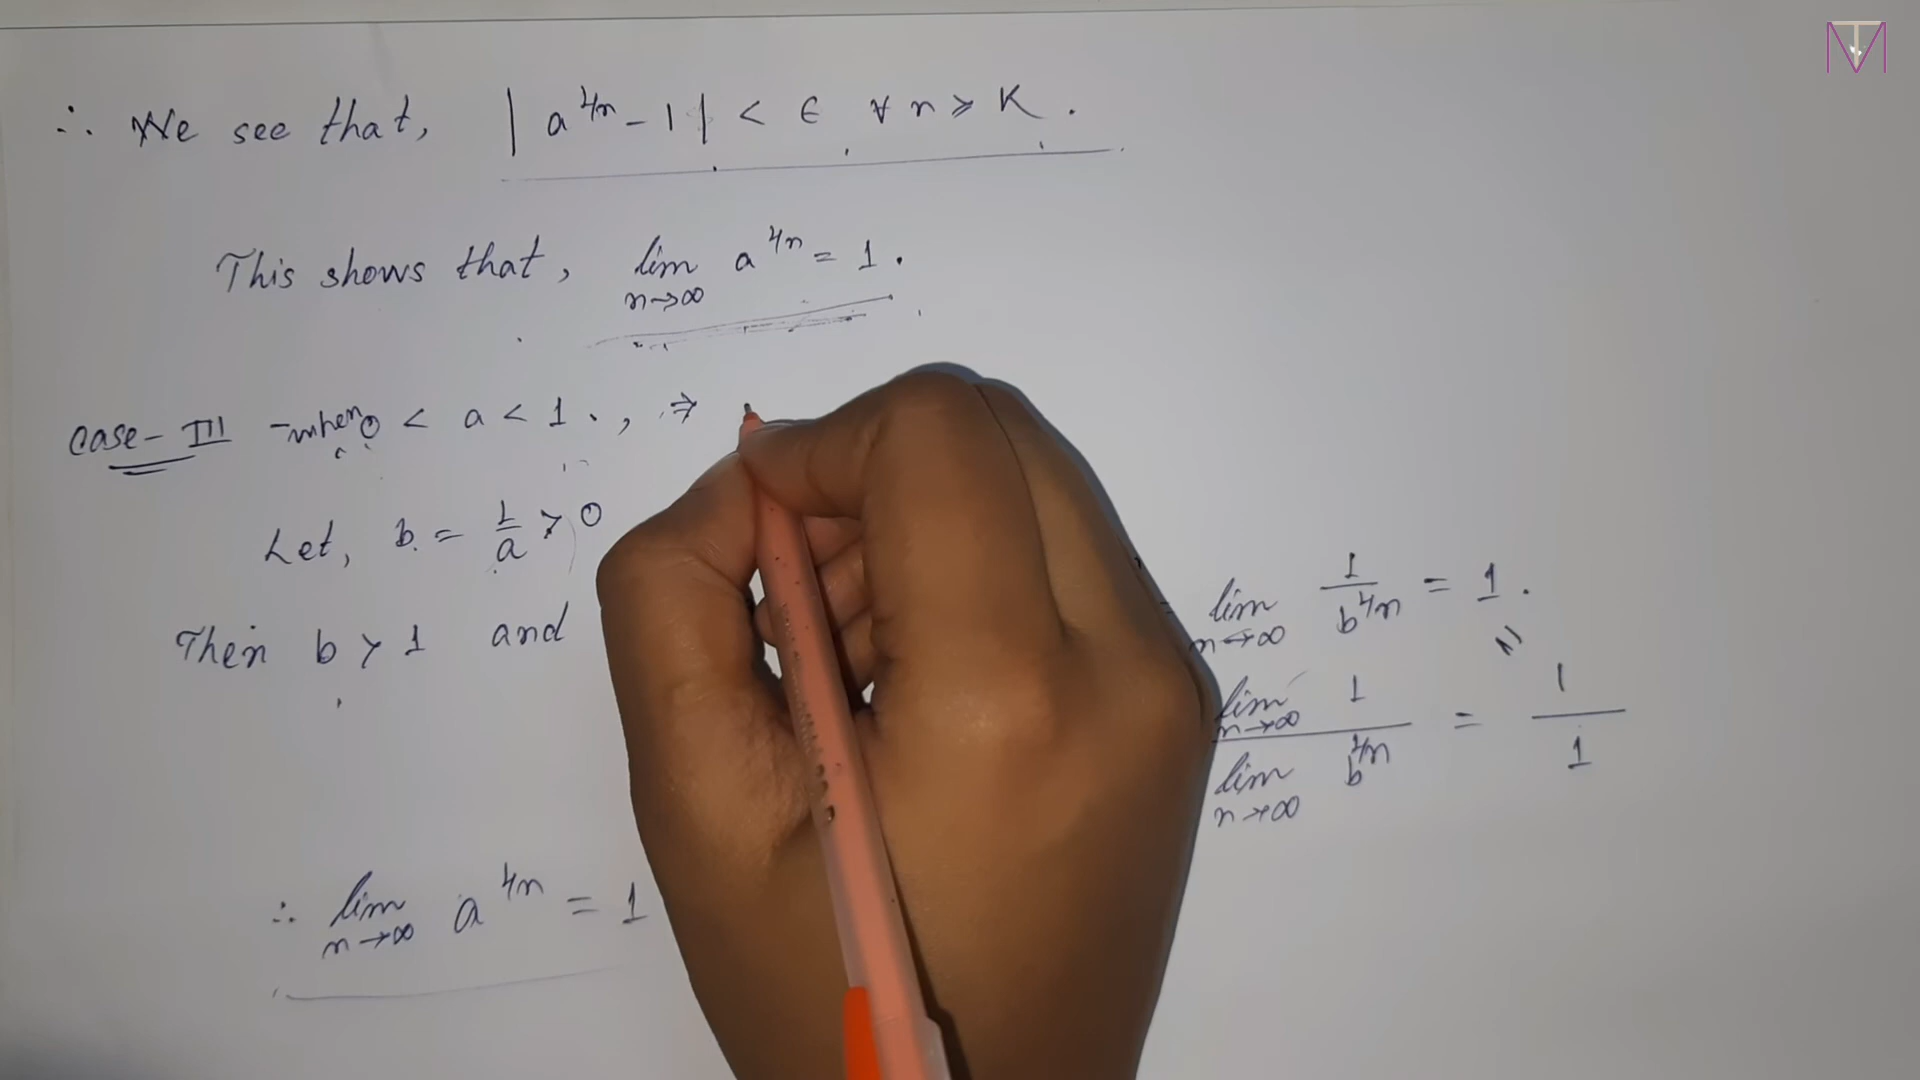 ∴ We see that, | a^{1/n} - 1 | < ε ∀ n ≥ K .
This shows that, lim_{n→∞} a^{1/n} = 1 .
Case - III when 0 < a < 1 . , ⇒
Let, b = 1/a > 0
Then b > 1 and
lim_{n→∞} 1/b^{1/n} = 1 .
lim_{n→∞} 1 / lim_{n→∞} b^{1/n} = 1/1
∴ lim_{n→∞} a^{1/n} = 1